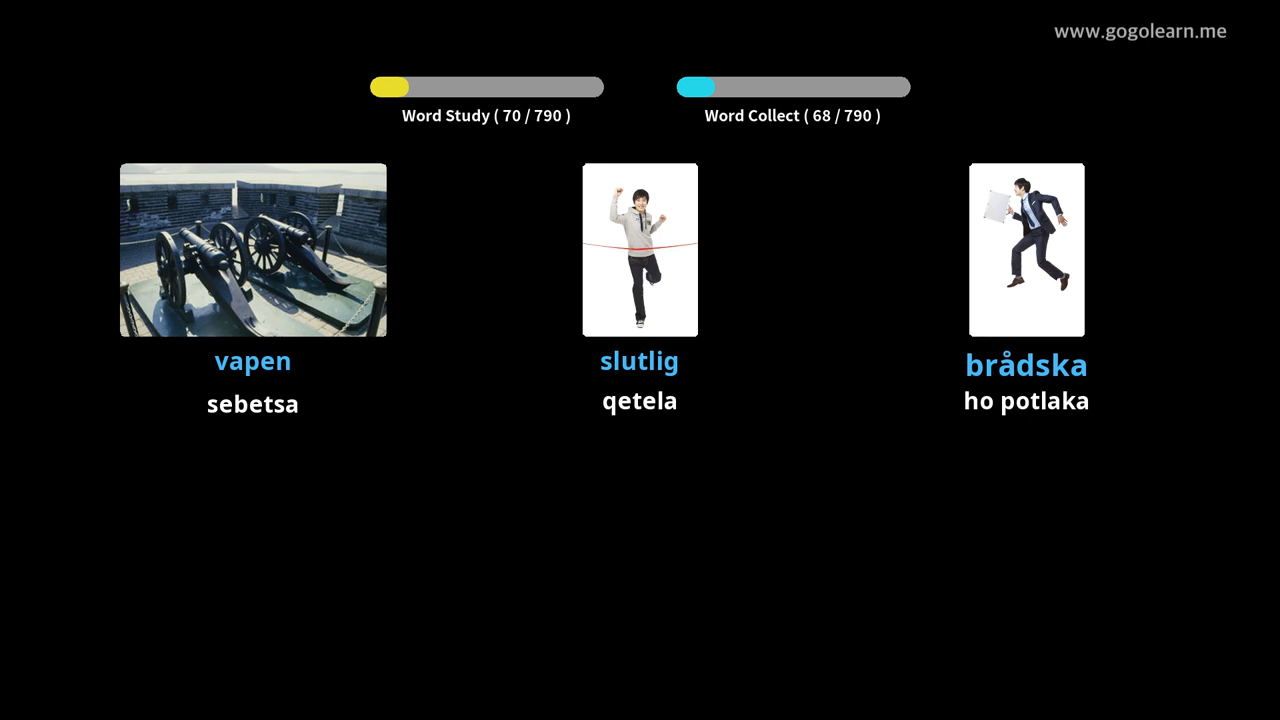 www.gogolearn.me
Word Study ( 70 / 790 )
Word Collect ( 68 / 790 )
vapen
slutlig
brådska
sebetsa
qetela
ho potlaka